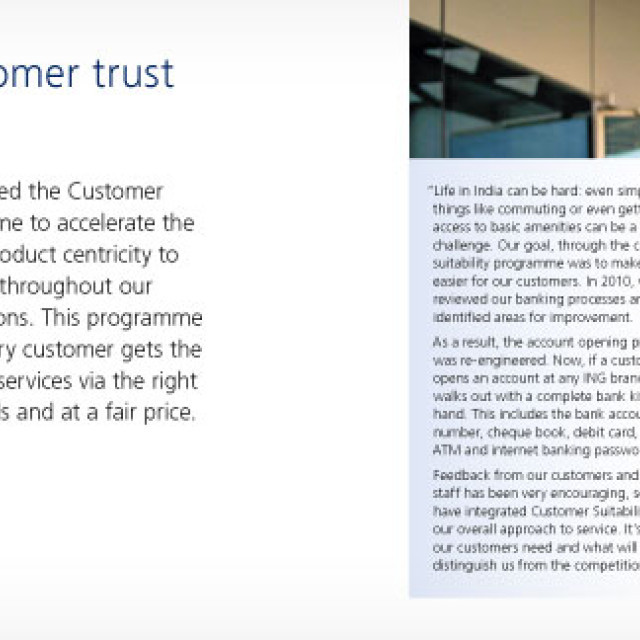 omer trust
ed the Customer
me to accelerate the
oduct centricity to
throughout our
ons. This programme
ry customer gets the
services via the right
s and at a fair price.
"Life in India can be hard: even simp
things like commuting or even gett
access to basic amenities can be a
challenge. Our goal, through the c
suitability programme was to make
easier for our customers. In 2010,
reviewed our banking processes an
identified areas for improvement.
As a result, the account opening p
was re-engineered. Now, if a custo
opens an account at any ING bran
walks out with a complete bank ki
hand. This includes the bank accou
number, cheque book, debit card,
ATM and internet banking passwo
Feedback from our customers and
staff has been very encouraging, s
have integrated Customer Suitabili
our overall approach to service. It's
our customers need and what will
distinguish us from the competitio